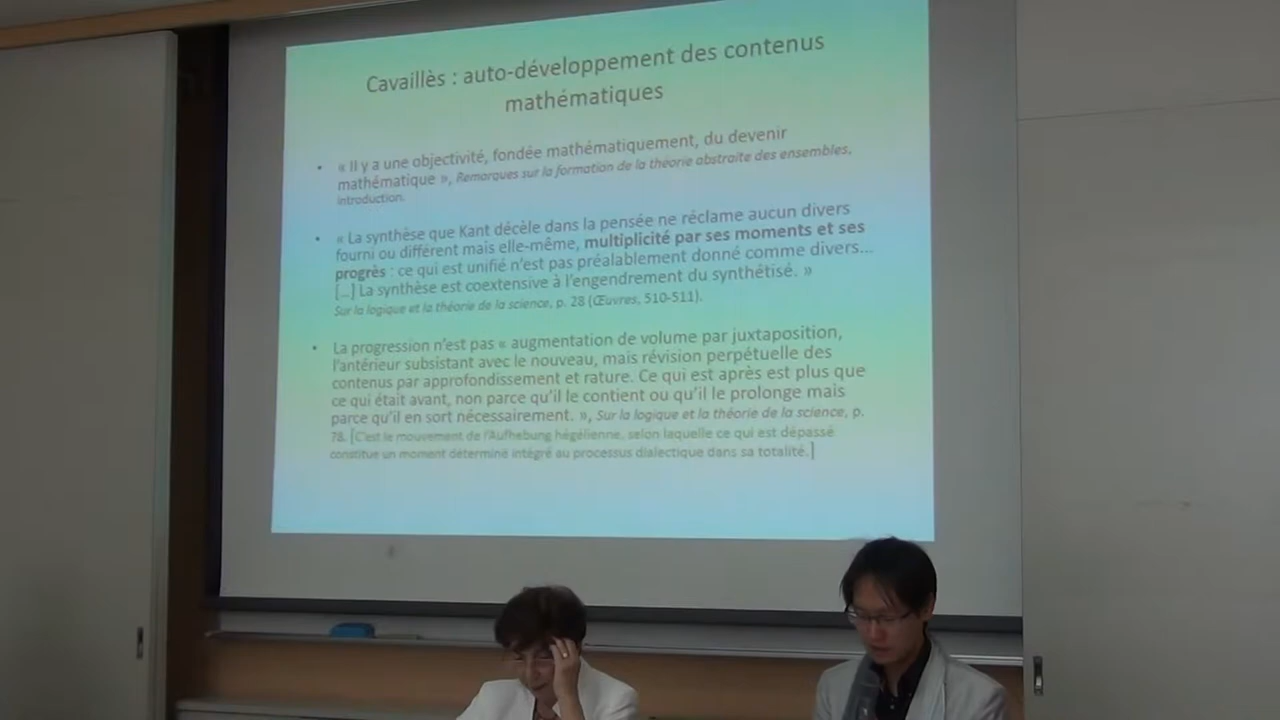 Cavaillès : auto-développement des contenus
mathématiques
• « Il y a une objectivité, fondée mathématiquement, du devenir
mathématique », Remarques sur la formation de la théorie abstraite des ensembles,
introduction.
• « La synthèse que Kant décèle dans la pensée ne réclame aucun divers
fourni ou différent mais elle-même, multiplicité par ses moments et ses
progrès : ce qui est unifié n’est pas préalablement donné comme divers…
[…] La synthèse est coextensive à l’engendrement du synthétisé. »
Sur la logique et la théorie de la science, p. 28 (Œuvres, 510-511).
• La progression n’est pas « augmentation de volume par juxtaposition,
l’antérieur subsistant avec le nouveau, mais révision perpétuelle des
contenus par approfondissement et rature. Ce qui est après est plus que
ce qui était avant, non parce qu’il le contient ou qu’il le prolonge mais
parce qu’il en sort nécessairement. », Sur la logique et la théorie de la science, p.
78. [C’est le mouvement de l’Aufhebung hégélienne, selon laquelle ce qui est dépassé
constitue un moment déterminé intégré au processus dialectique dans sa totalité.]